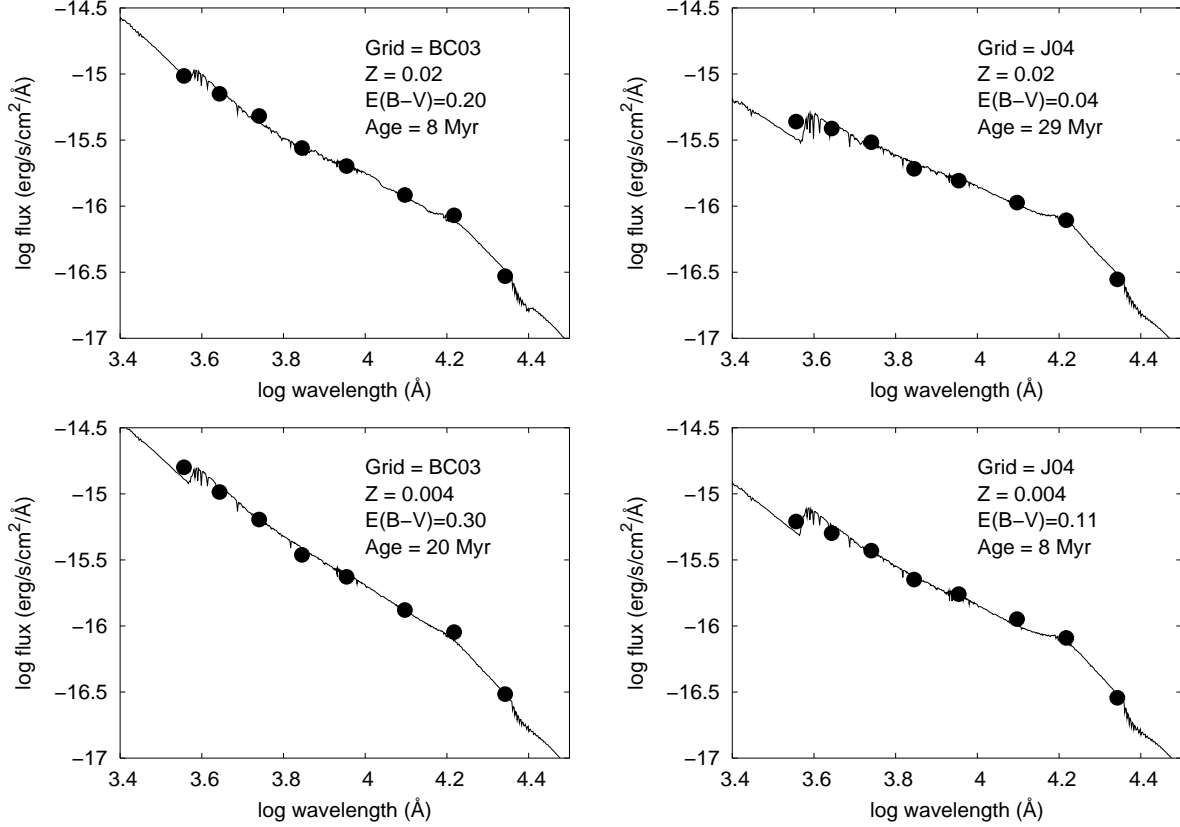 −14.5
−15
−15.5
−16
−16.5
−17
3.4 3.6 3.8 4 4.2 4.4
log flux (erg/s/cm²/Å)
log wavelength (Å)
Grid = BC03
Z = 0.02
E(B−V)=0.20
Age = 8 Myr
−14.5
−15
−15.5
−16
−16.5
−17
3.4 3.6 3.8 4 4.2 4.4
log flux (erg/s/cm²/Å)
log wavelength (Å)
Grid = J04
Z = 0.02
E(B−V)=0.04
Age = 29 Myr
−14.5
−15
−15.5
−16
−16.5
−17
3.4 3.6 3.8 4 4.2 4.4
log flux (erg/s/cm²/Å)
log wavelength (Å)
Grid = BC03
Z = 0.004
E(B−V)=0.30
Age = 20 Myr
−14.5
−15
−15.5
−16
−16.5
−17
3.4 3.6 3.8 4 4.2 4.4
log flux (erg/s/cm²/Å)
log wavelength (Å)
Grid = J04
Z = 0.004
E(B−V)=0.11
Age = 8 Myr